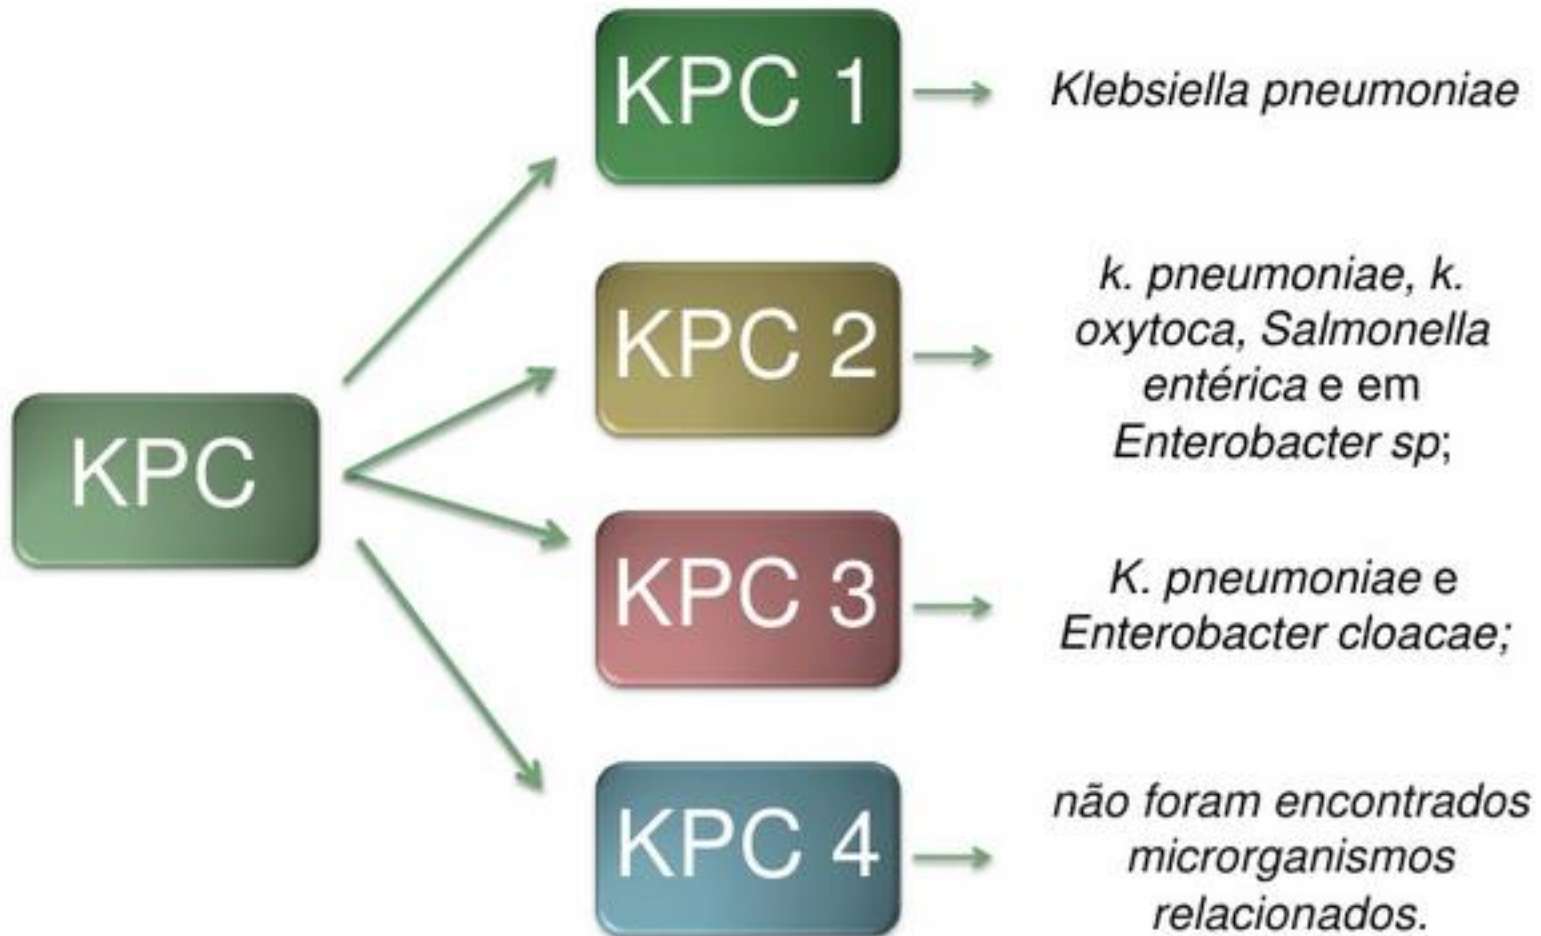 KPC
KPC 1
Klebsiella pneumoniae
KPC 2
k. pneumoniae, k.
oxytoca, Salmonella
entérica e em
Enterobacter sp;
KPC 3
K. pneumoniae e
Enterobacter cloacae;
KPC 4
não foram encontrados
microrganismos
relacionados.